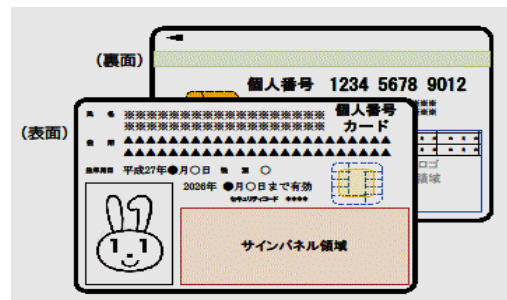 (裏面)
個人番号 1234 5678 9012
※※
※※
ロゴ
領域
(表面)
氏 名 ※※※※※※※※※※※※※※※※※※※ 個人番号
※※※※※※※※※※※※※※※※※※※ カード
住 所 ▲▲▲▲▲▲▲▲▲▲▲▲▲▲▲▲▲▲▲▲▲▲▲▲
▲▲▲▲▲▲▲▲▲▲▲▲▲▲▲▲▲▲▲▲▲▲▲▲
生年月日 平成27年●月〇日 性 別 〇
2026年 ●月〇日まで有効
セキュリティコード ****
サインパネル領域